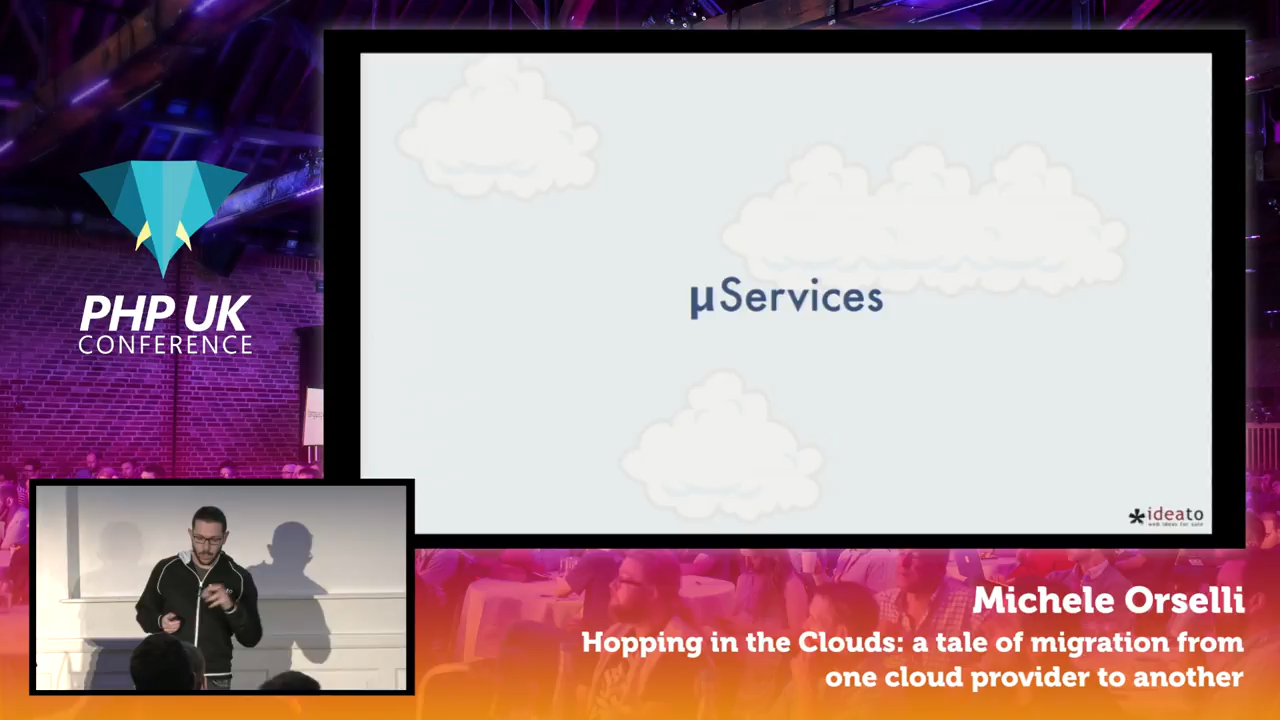 PHP UK
CONFERENCE
µServices
ideato
web ideas for sale
Michele Orselli
Hopping in the Clouds: a tale of migration from
one cloud provider to another